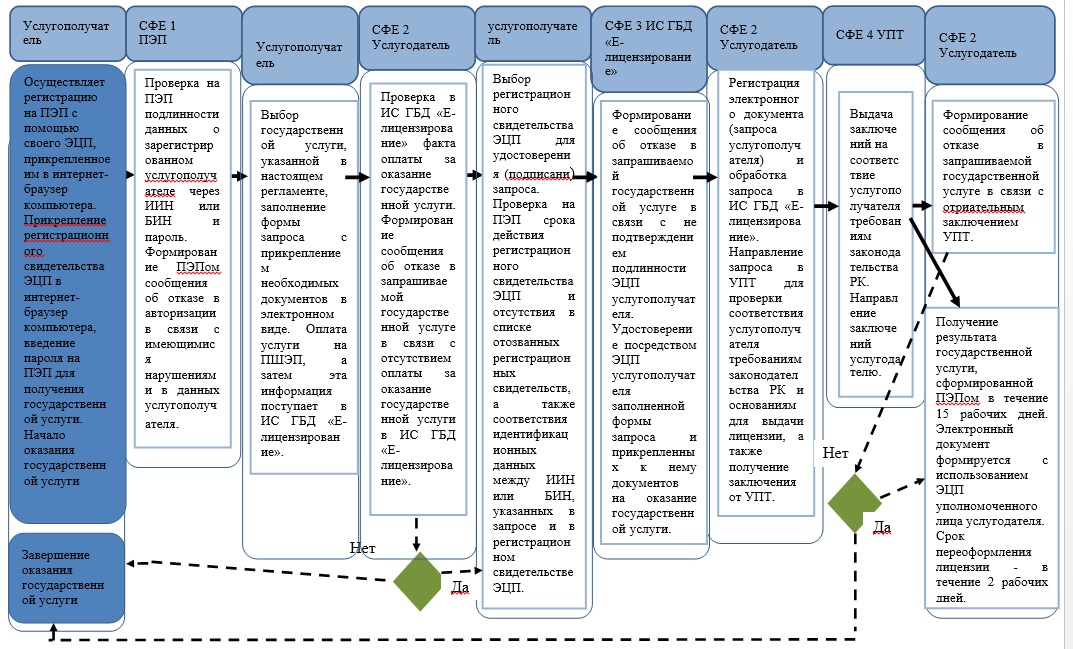 Услугополучат
ель
Осуществляет
регистрацию
на ПЭП с
помощью
своего ЭЦП,
прикрепленное
им в интернет-
браузер
компьютера.
Прикрепление
регистрационн
ого
свидетельства
ЭЦП в
интернет-
браузер
компьютера,
введение
пароля на
ПЭП для
получения
государственн
ой услуги.
Начало
оказания
государственн
ой услуги
Завершение
оказания
государственн
ой услуги
СФЕ 1
ПЭП
Проверка на
ПЭП
подлинности
данных о
зарегистрир
ованном
услугополуч
ателе через
ИИН или
БИН и
пароль.
Формирован
ие ПЭПом
сообщения
об отказе в
авторизации
в связи с
имеющимис
я
нарушениям
и в данных
услугополуч
ателя.
Услугополучат
ель
Выбор
государственн
ой услуги,
указанной в
настоящем
регламенте,
заполнение
формы
запроса с
прикрепление
м
необходимых
документов в
электронном
виде. Оплата
услуги на
ПШЭП, а
затем эта
информация
поступает в
ИС ГБД «Е-
лицензирован
ие».
СФЕ 2
Услугодатель
Проверка в
ИС ГБД «Е-
лицензирова
ние» факта
оплаты за
оказание
государстве
нной услуги.
Формирован
ие
сообщения
об отказе в
запрашивае
мой
государстве
нной услуге
в связи с
отсутствием
оплаты за
оказание
государстве
нной услуги
в ИС ГБД
«Е-
лицензирова
ние».
Нет
Да
услугополучате
ль
Выбор
регистрацион
ного
свидетельства
ЭЦП для
удостоверени
я (подписани)
запроса.
Проверка на
ПЭП срока
действия
регистрацион
ного
свидетельства
ЭЦП и
отсутствия в
списке
отозванных
регистрацион
ных
свидетельств,
а также
соответствия
идентификац
ионных
данных
между ИИН
или БИН,
указанных в
запросе и в
регистрацион
ном
свидетельстве
ЭЦП.
СФЕ 3 ИС ГБД
«Е-
лицензировани
е»
Формировани
е сообщения
об отказе в
запрашиваемо
й
государственн
ой услуге в
связи с не
подтверждени
ем
подлинности
ЭЦП
услугополучат
еля.
Удостоверени
е посредством
ЭЦП
услугополучат
еля
заполненной
формы
запроса и
прикрепленны
х к нему
документов
на оказание
государственн
ой услуги.
СФЕ 2
Услугодатель
Регистрация
электронног
о документа
(запроса
услугополуч
ателя) и
обработка
запроса в
ИС ГБД «Е-
лицензирова
ние».
Направление
запроса в
УПТ для
проверки
соответствия
услугополуч
ателя
требованиям
законодатель
ства РК и
основаниям
для выдачи
лицензии, а
также
получение
заключения
от УПТ.
СФЕ 4 УПТ
Выдача
заключе
ний на
соответс
твие
услугопо
лучателя
требован
иям
законода
тельства
РК.
Направл
ение
заключе
ний
услугода
телю.
Нет
Да
СФЕ 2
Услугодатель
Формирование
сообщения об
отказе в
запрашиваемой
государственной
услуге в связи с
отриательным
заключением
УПТ.
Получение
результата
государственной
услуги,
сформированной
ПЭПом в течение
15 рабочих дней.
Электронный
документ
формируется с
использованием
ЭЦП
уполномоченного
лица услугодателя.
Срок
переоформления
лицензии - в
течение 2 рабочих
дней.